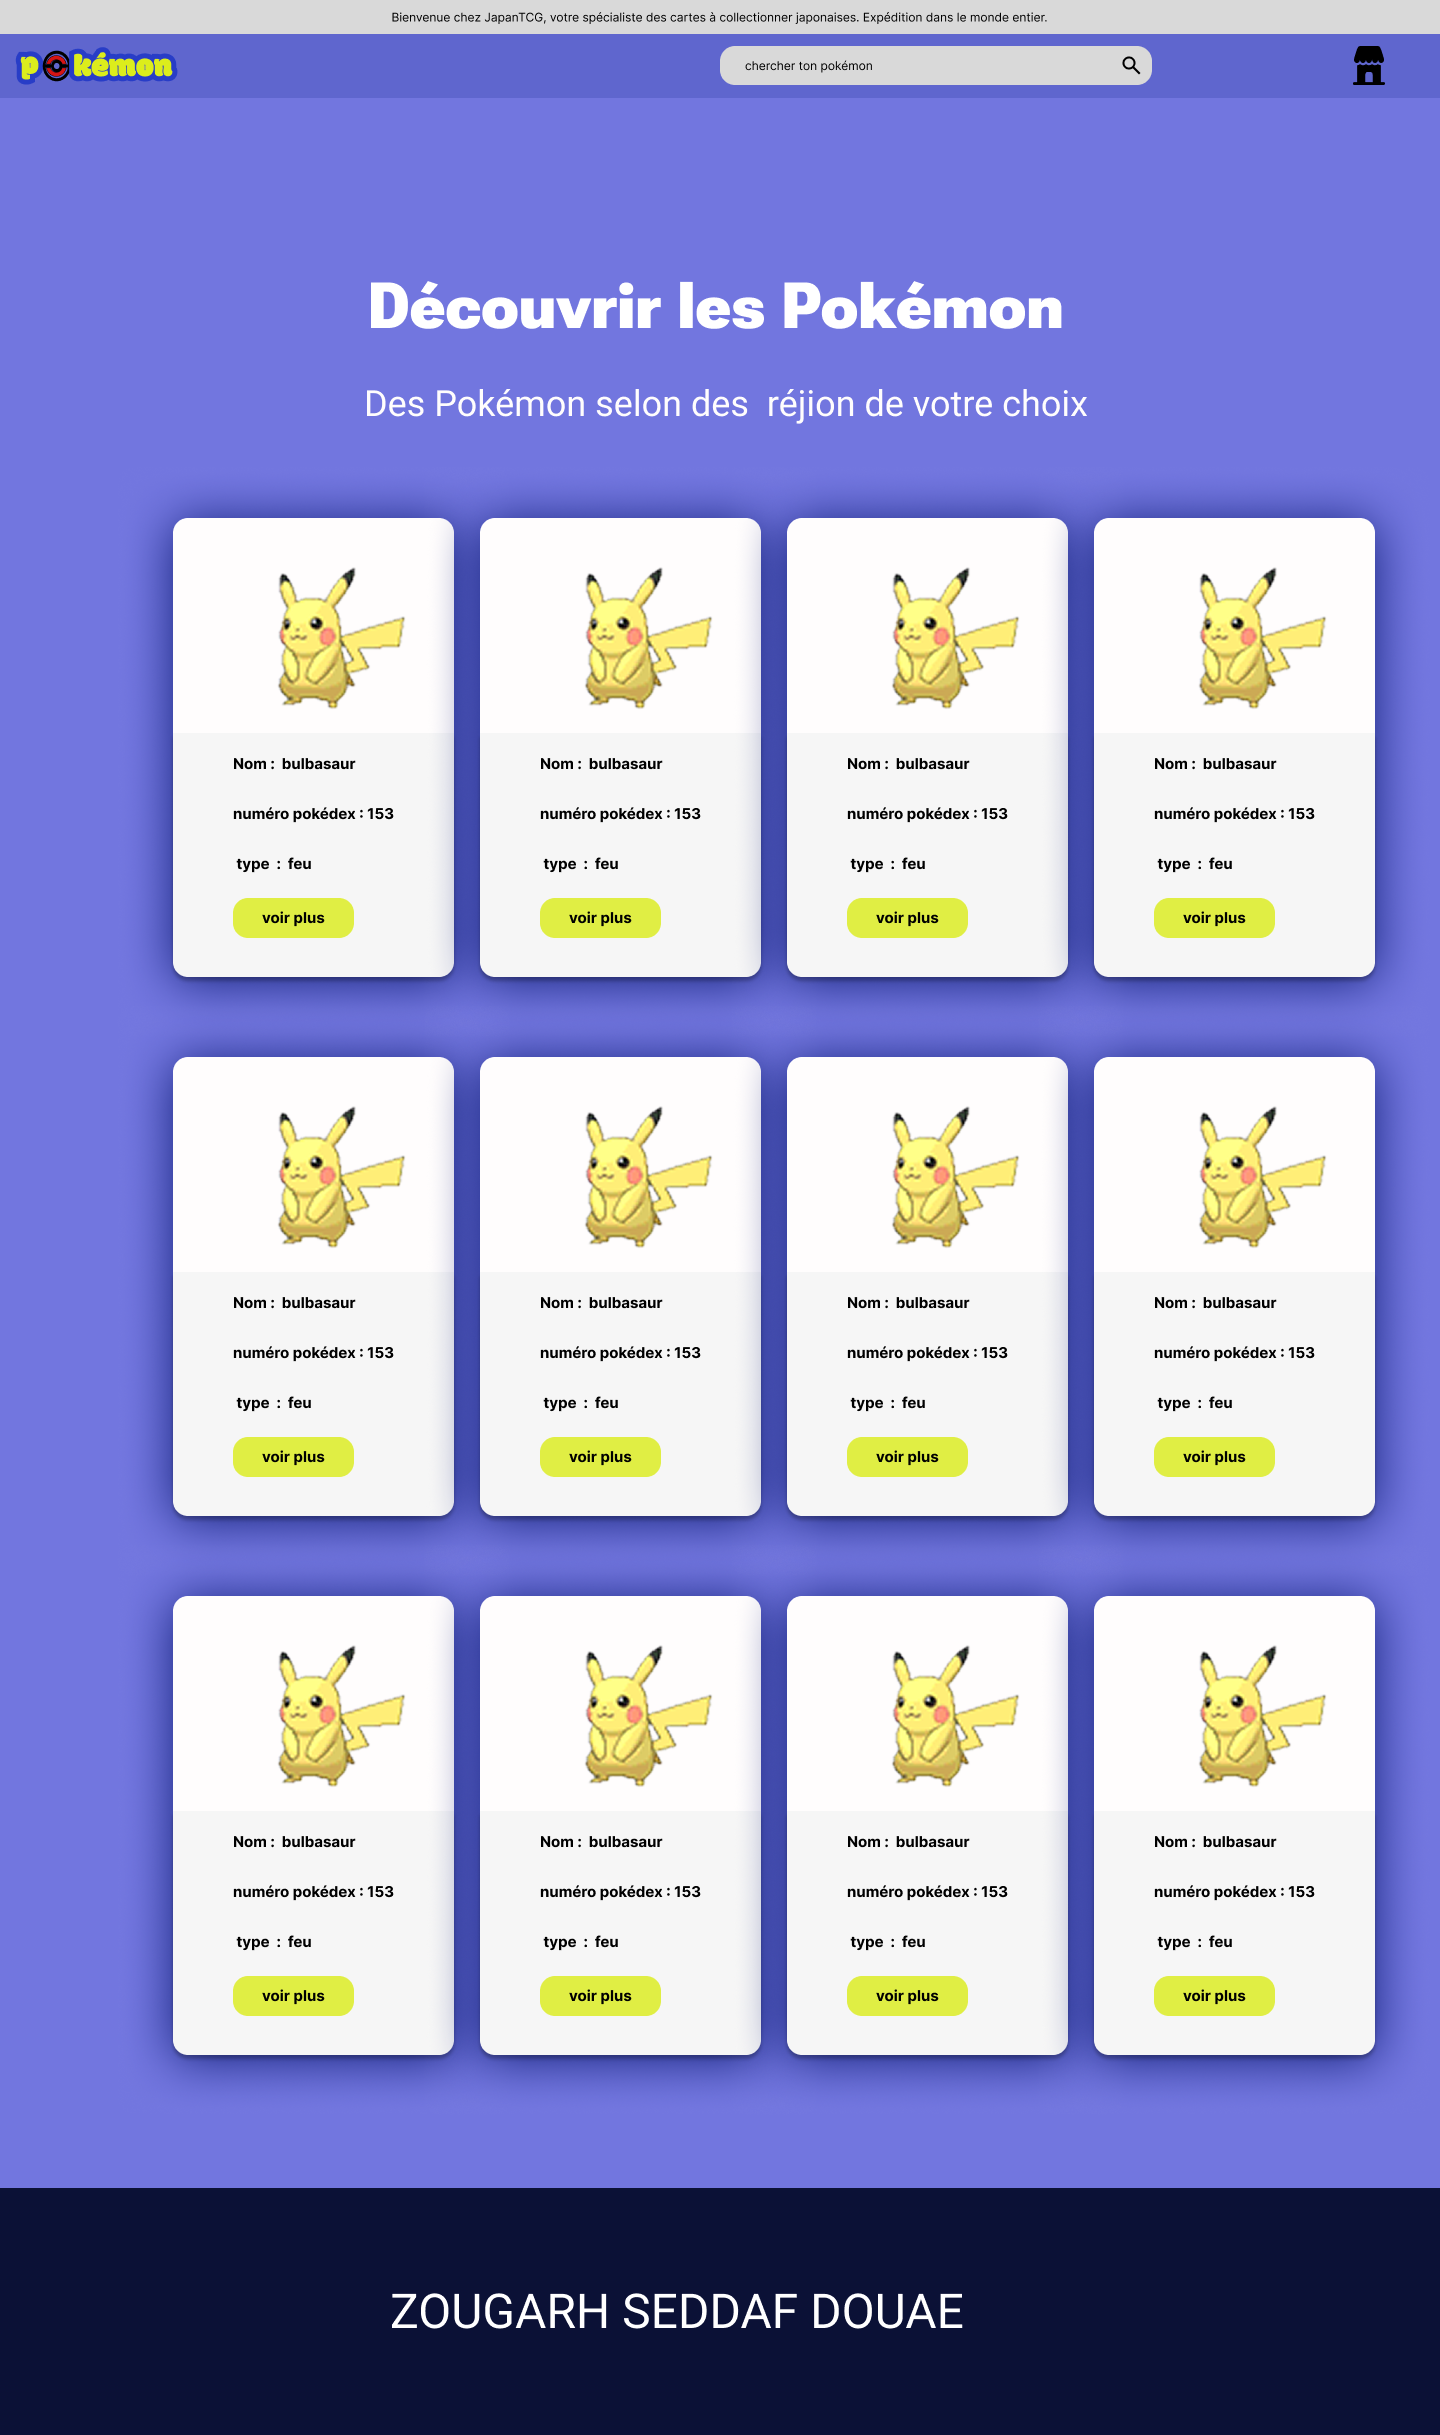 Bienvenue chez JapanTCG, votre spécialiste des cartes à collectionner japonaises. Expédition dans le monde entier.
pokémon
chercher ton pokémon
Découvrir les Pokémon
Des Pokémon selon des réjion de votre choix
Nom : bulbasaur
numéro pokédex : 153
type : feu
voir plus
Nom : bulbasaur
numéro pokédex : 153
type : feu
voir plus
Nom : bulbasaur
numéro pokédex : 153
type : feu
voir plus
Nom : bulbasaur
numéro pokédex : 153
type : feu
voir plus
Nom : bulbasaur
numéro pokédex : 153
type : feu
voir plus
Nom : bulbasaur
numéro pokédex : 153
type : feu
voir plus
Nom : bulbasaur
numéro pokédex : 153
type : feu
voir plus
Nom : bulbasaur
numéro pokédex : 153
type : feu
voir plus
Nom : bulbasaur
numéro pokédex : 153
type : feu
voir plus
Nom : bulbasaur
numéro pokédex : 153
type : feu
voir plus
Nom : bulbasaur
numéro pokédex : 153
type : feu
voir plus
Nom : bulbasaur
numéro pokédex : 153
type : feu
voir plus
ZOUGARH SEDDAF DOUAE